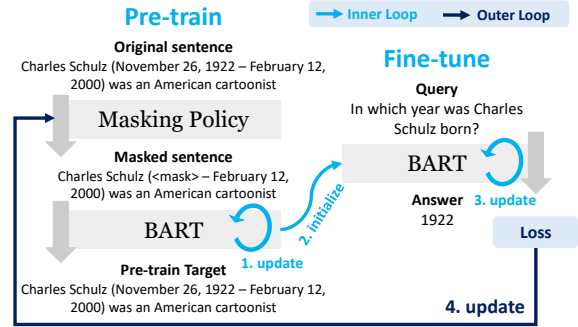 Pre-train
Inner Loop
Outer Loop
Original sentence
Charles Schulz (November 26, 1922 – February 12,
2000) was an American cartoonist
Masking Policy
Masked sentence
Charles Schulz (<mask> – February 12,
2000) was an American cartoonist
BART
1. update
Pre-train Target
Charles Schulz (November 26, 1922 – February 12,
2000) was an American cartoonist
2. initialize
Fine-tune
Query
In which year was Charles
Schulz born?
BART
3. update
Answer
1922
Loss
4. update